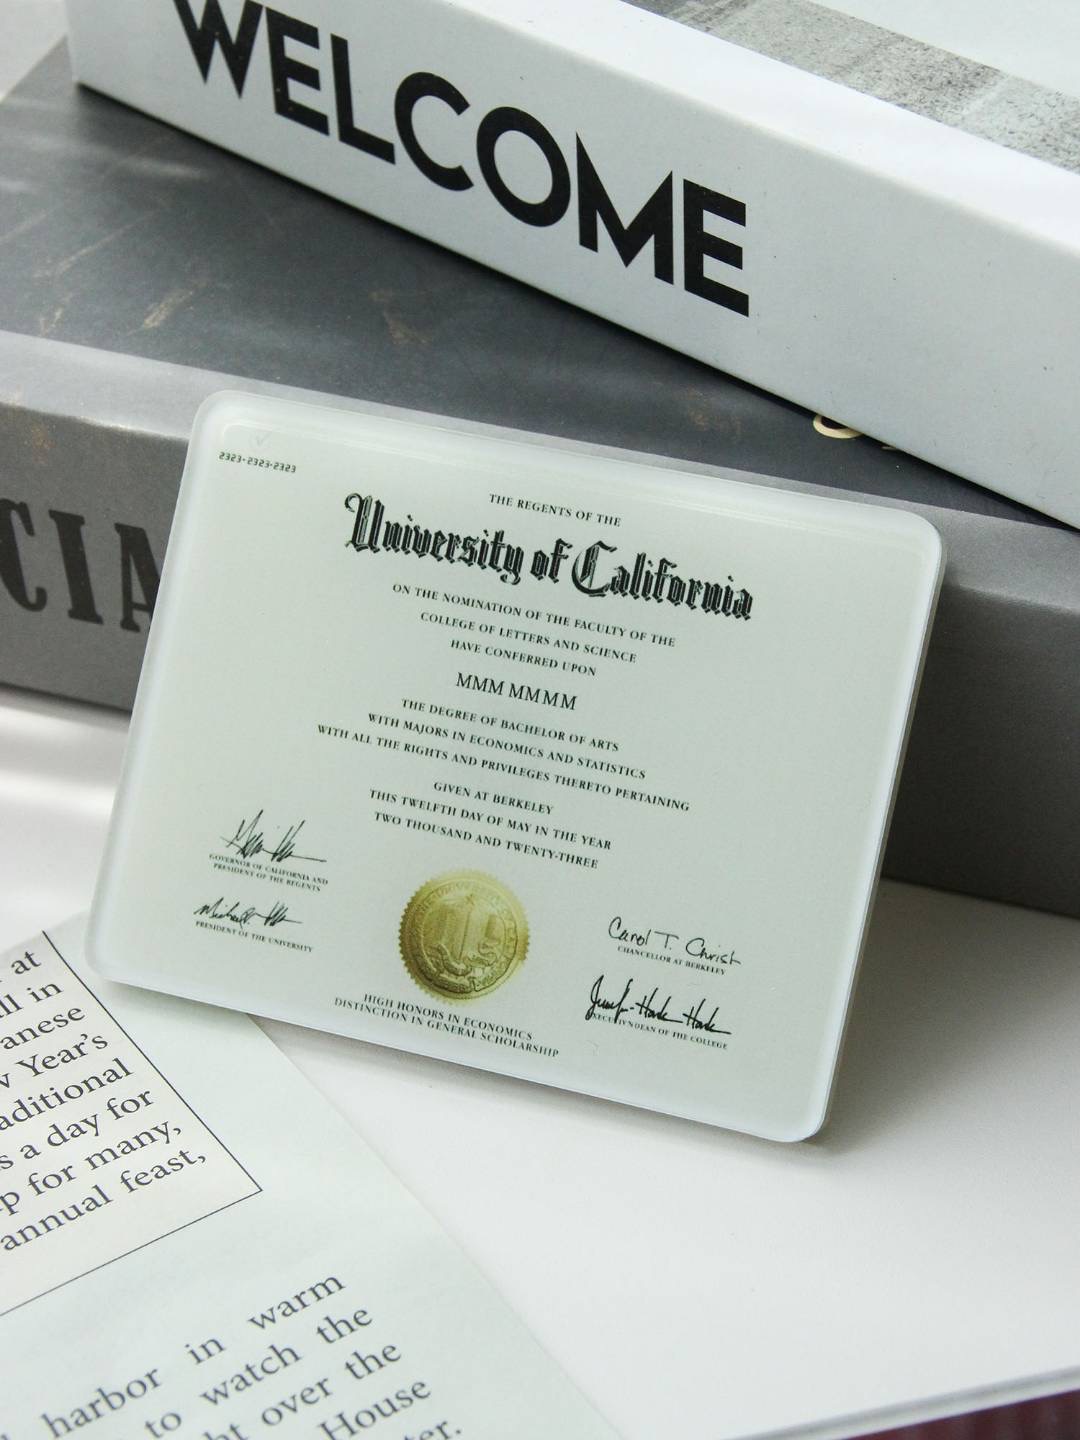 WELCOME
CIA
2323-2323-2323
THE REGENTS OF THE
University of California
ON THE NOMINATION OF THE FACULTY OF THE
COLLEGE OF LETTERS AND SCIENCE
HAVE CONFERRED UPON
MMM MMMM
THE DEGREE OF BACHELOR OF ARTS
WITH MAJORS IN ECONOMICS AND STATISTICS
WITH ALL THE RIGHTS AND PRIVILEGES THERETO PERTAINING
GIVEN AT BERKELEY
THIS TWELFTH DAY OF MAY IN THE YEAR
TWO THOUSAND AND TWENTY-THREE
GOVERNOR OF CALIFORNIA AND
PRESIDENT OF THE REGENTS
PRESIDENT OF THE UNIVERSITY
Carol T. Christ
CHANCELLOR AT BERKELEY
DEAN OF THE COLLEGE
HIGH HONORS IN ECONOMICS
DISTINCTION IN GENERAL SCHOLARSHIP
at
ll in
anese
w Year's
aditional
s a day for
p for many,
annual feast,
harbor in warm
to watch the
ht over the
House
ter.